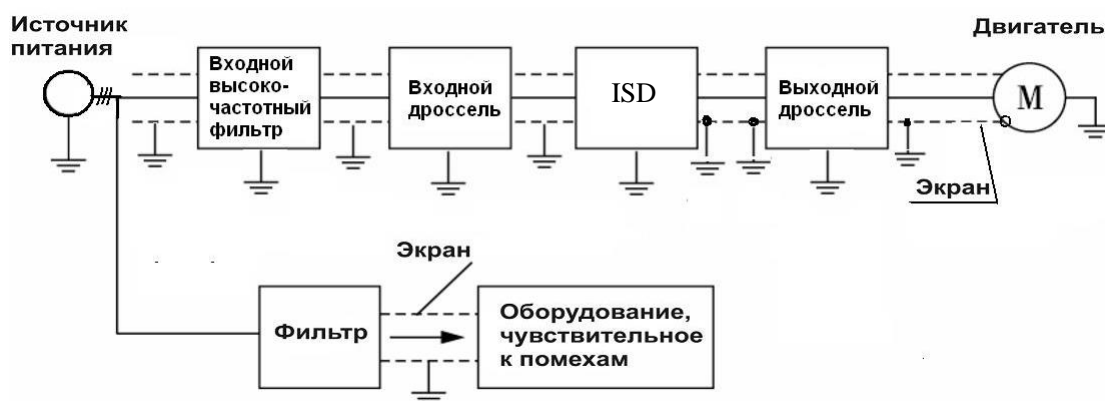 Источник
питания
Двигатель
Входной
высоко-
частотный
фильтр
Входной
дроссель
ISD
Выходной
дроссель
М
Экран
Экран
Фильтр
Оборудование,
чувствительное
к помехам